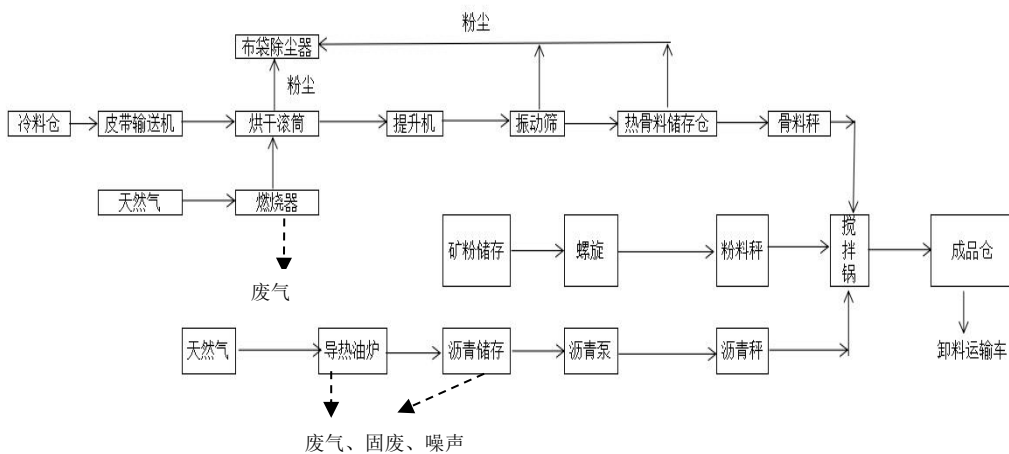 粉尘
布袋除尘器
粉尘
冷料仓
皮带输送机
烘干滚筒
提升机
振动筛
热骨料储存仓
骨料秤
天然气
燃烧器
废气
矿粉储存
螺旋
粉料秤
搅
拌
锅
成品仓
天然气
导热油炉
沥青储存
沥青泵
沥青秤
卸料运输车
废气、固废、噪声